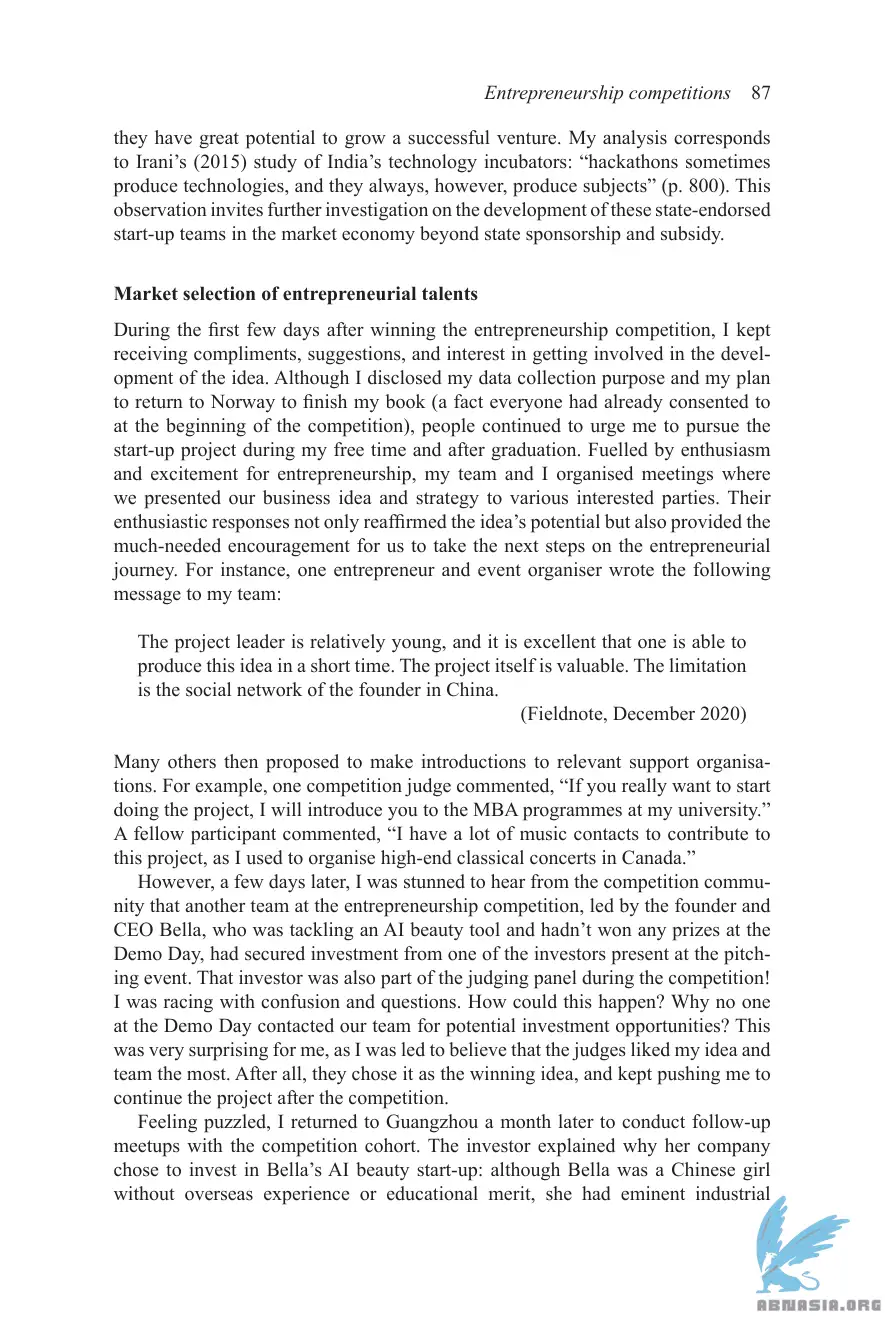 Entrepreneurship competitions 87
they have great potential to grow a successful venture. My analysis corresponds
to Irani’s (2015) study of India’s technology incubators: “hackathons sometimes
produce technologies, and they always, however, produce subjects” (p. 800). This
observation invites further investigation on the development of these state-endorsed
start-up teams in the market economy beyond state sponsorship and subsidy.
Market selection of entrepreneurial talents
During the first few days after winning the entrepreneurship competition, I kept
receiving compliments, suggestions, and interest in getting involved in the devel-
opment of the idea. Although I disclosed my data collection purpose and my plan
to return to Norway to finish my book (a fact everyone had already consented to
at the beginning of the competition), people continued to urge me to pursue the
start-up project during my free time and after graduation. Fuelled by enthusiasm
and excitement for entrepreneurship, my team and I organised meetings where
we presented our business idea and strategy to various interested parties. Their
enthusiastic responses not only reaffirmed the idea’s potential but also provided the
much-needed encouragement for us to take the next steps on the entrepreneurial
journey. For instance, one entrepreneur and event organiser wrote the following
message to my team:
The project leader is relatively young, and it is excellent that one is able to
produce this idea in a short time. The project itself is valuable. The limitation
is the social network of the founder in China.
(Fieldnote, December 2020)
Many others then proposed to make introductions to relevant support organisa-
tions. For example, one competition judge commented, “If you really want to start
doing the project, I will introduce you to the MBA programmes at my university.”
A fellow participant commented, “I have a lot of music contacts to contribute to
this project, as I used to organise high-end classical concerts in Canada.”
However, a few days later, I was stunned to hear from the competition commu-
nity that another team at the entrepreneurship competition, led by the founder and
CEO Bella, who was tackling an AI beauty tool and hadn’t won any prizes at the
Demo Day, had secured investment from one of the investors present at the pitch-
ing event. That investor was also part of the judging panel during the competition!
I was racing with confusion and questions. How could this happen? Why no one
at the Demo Day contacted our team for potential investment opportunities? This
was very surprising for me, as I was led to believe that the judges liked my idea and
team the most. After all, they chose it as the winning idea, and kept pushing me to
continue the project after the competition.
Feeling puzzled, I returned to Guangzhou a month later to conduct follow-up
meetups with the competition cohort. The investor explained why her company
chose to invest in Bella’s AI beauty start-up: although Bella was a Chinese girl
without overseas experience or educational merit, she had eminent industrial
ABNASIA.ORG